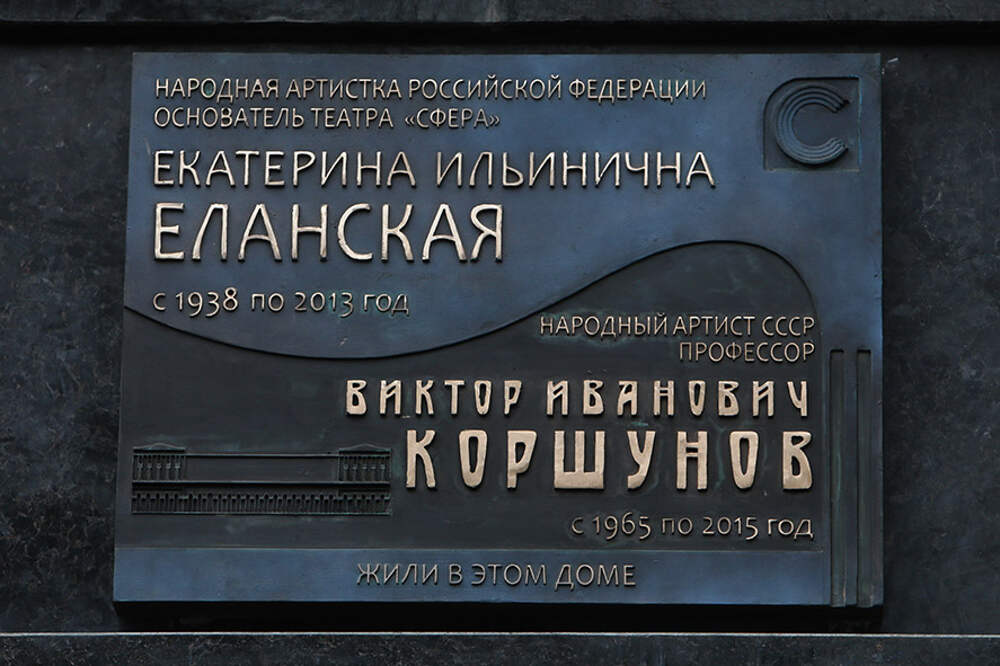 НАРОДНАЯ АРТИСТКА РОССИЙСКОЙ ФЕДЕРАЦИИ
ОСНОВАТЕЛЬ ТЕАТРА «СФЕРА»
ЕКАТЕРИНА ИЛЬИНИЧНА
ЕЛАНСКАЯ
с 1938 по 2013 год
НАРОДНЫЙ АРТИСТ СССР
ПРОФЕССОР
ВИКТОР ИВАНОВИЧ
КОРШУНОВ
с 1965 по 2015 год
ЖИЛИ В ЭТОМ ДОМЕ